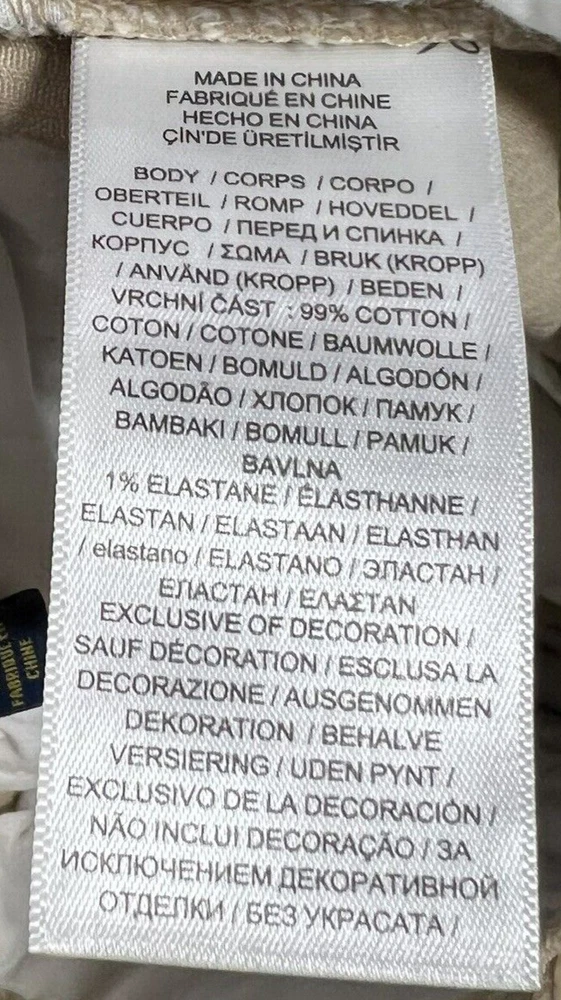 MADE IN CHINA
FABRIQUÉ EN CHINE
HECHO EN CHINA
ÇİN'DE ÜRETİLMİŞTİR
BODY / CORPS / CORPO /
OBERTEIL / ROMP / HOVEDDEL /
CUERPO / ПЕРЕД И СПИНКА /
КОРПУС / ΣΩΜΑ / BRUK (KROPP)
/ ANVÄND (KROPP) / BEDEN /
VRCHNÍ ČÁST : 99% COTTON /
COTON / COTONE / BAUMWOLLE /
KATOEN / BOMULD / ALGODÓN /
ALGODÃO / ХЛОПОК / ПАМУК /
BAMBAKI / BOMULL / PAMUK /
BAVLNA
1% ELASTANE / ÉLASTHANNE /
ELASTAN / ELASTAAN / ELASTHAN
/ elastano / ELASTANO / ЭЛАСТАН /
ЕЛАСТАН / ΕΛΑΣΤΑΝ
EXCLUSIVE OF DECORATION /
SAUF DÉCORATION / ESCLUSA LA
DECORAZIONE / AUSGENOMMEN
DEKORATION / BEHALVE
VERSIERING / UDEN PYNT /
EXCLUSIVO DE LA DECORACIÓN /
NÃO INCLUI DECORAÇÃO / ЗА
ИСКЛЮЧЕНИЕМ ДЕКОРАТИВНОЙ
ОТДЕЛКИ / БЕЗ УКРАСАТА /
FABRIQUÉ E
CHINE